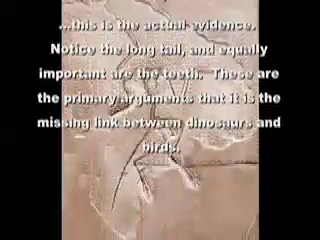 ...this is the actual evidence.
Notice the long tail, and equally
important are the teeth. These are
the primary arguments that it is the
missing link between dinosaurs and
birds.